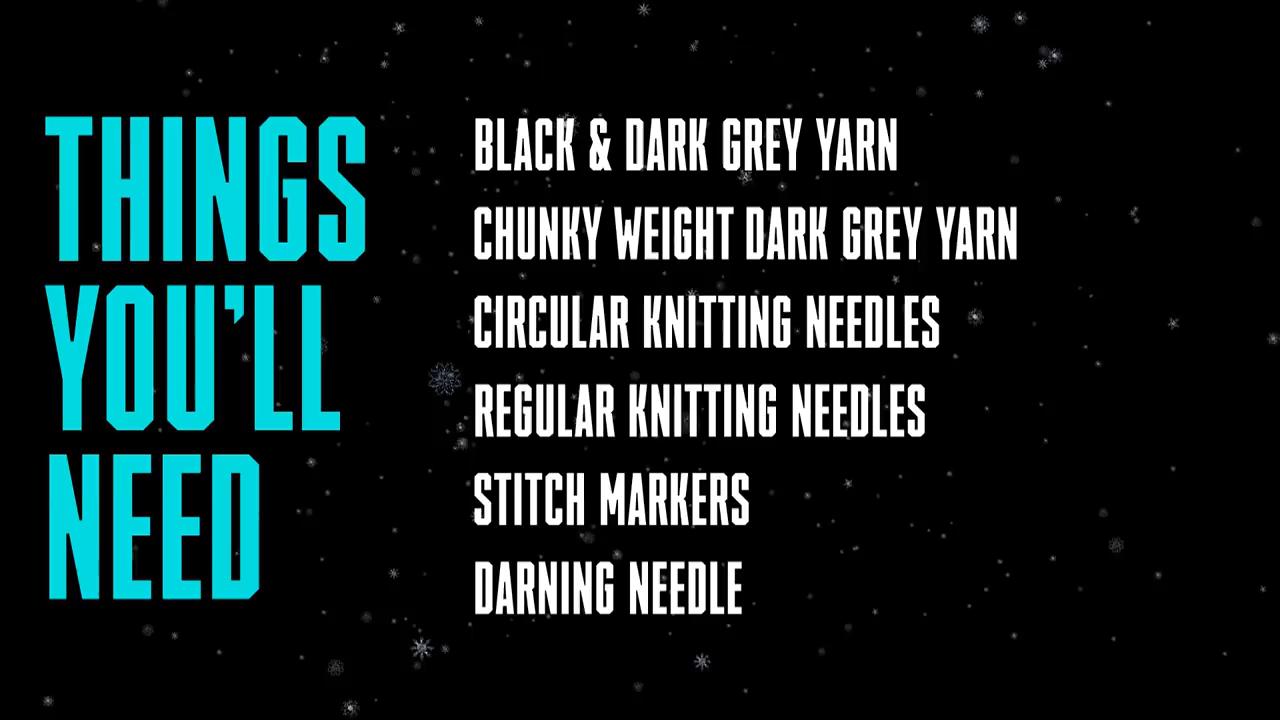 THINGS
YOU'LL
NEED
BLACK & DARK GREY YARN
CHUNKY WEIGHT DARK GREY YARN
CIRCULAR KNITTING NEEDLES
REGULAR KNITTING NEEDLES
STITCH MARKERS
DARNING NEEDLE